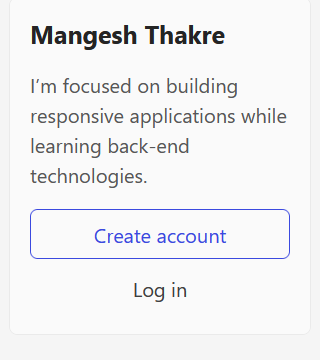 Mangesh Thakre
I’m focused on building
responsive applications while
learning back-end
technologies.
Create account
Log in